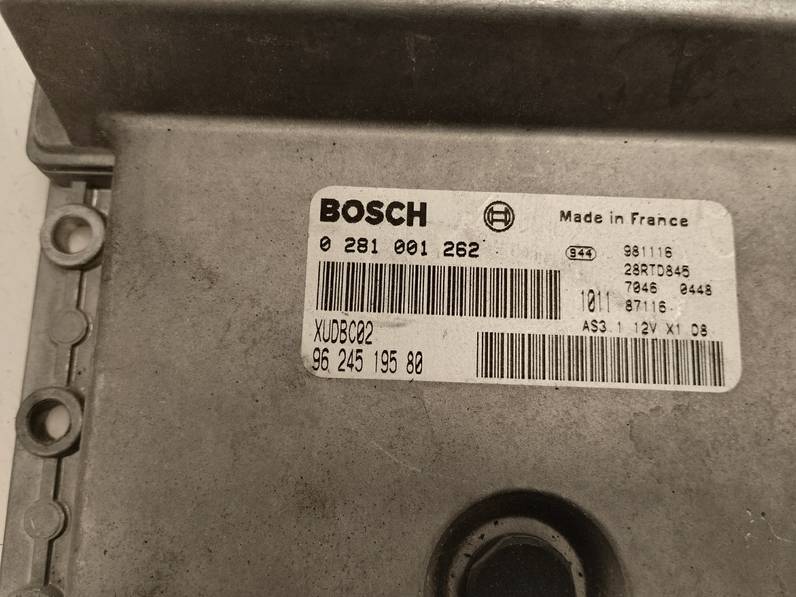 BOSCH Made in France
0 281 001 262 944 981116
28RTD845
7046 0448
1011 87116
XUDBC02 AS3.1 12V X1 D8
96 245 195 80